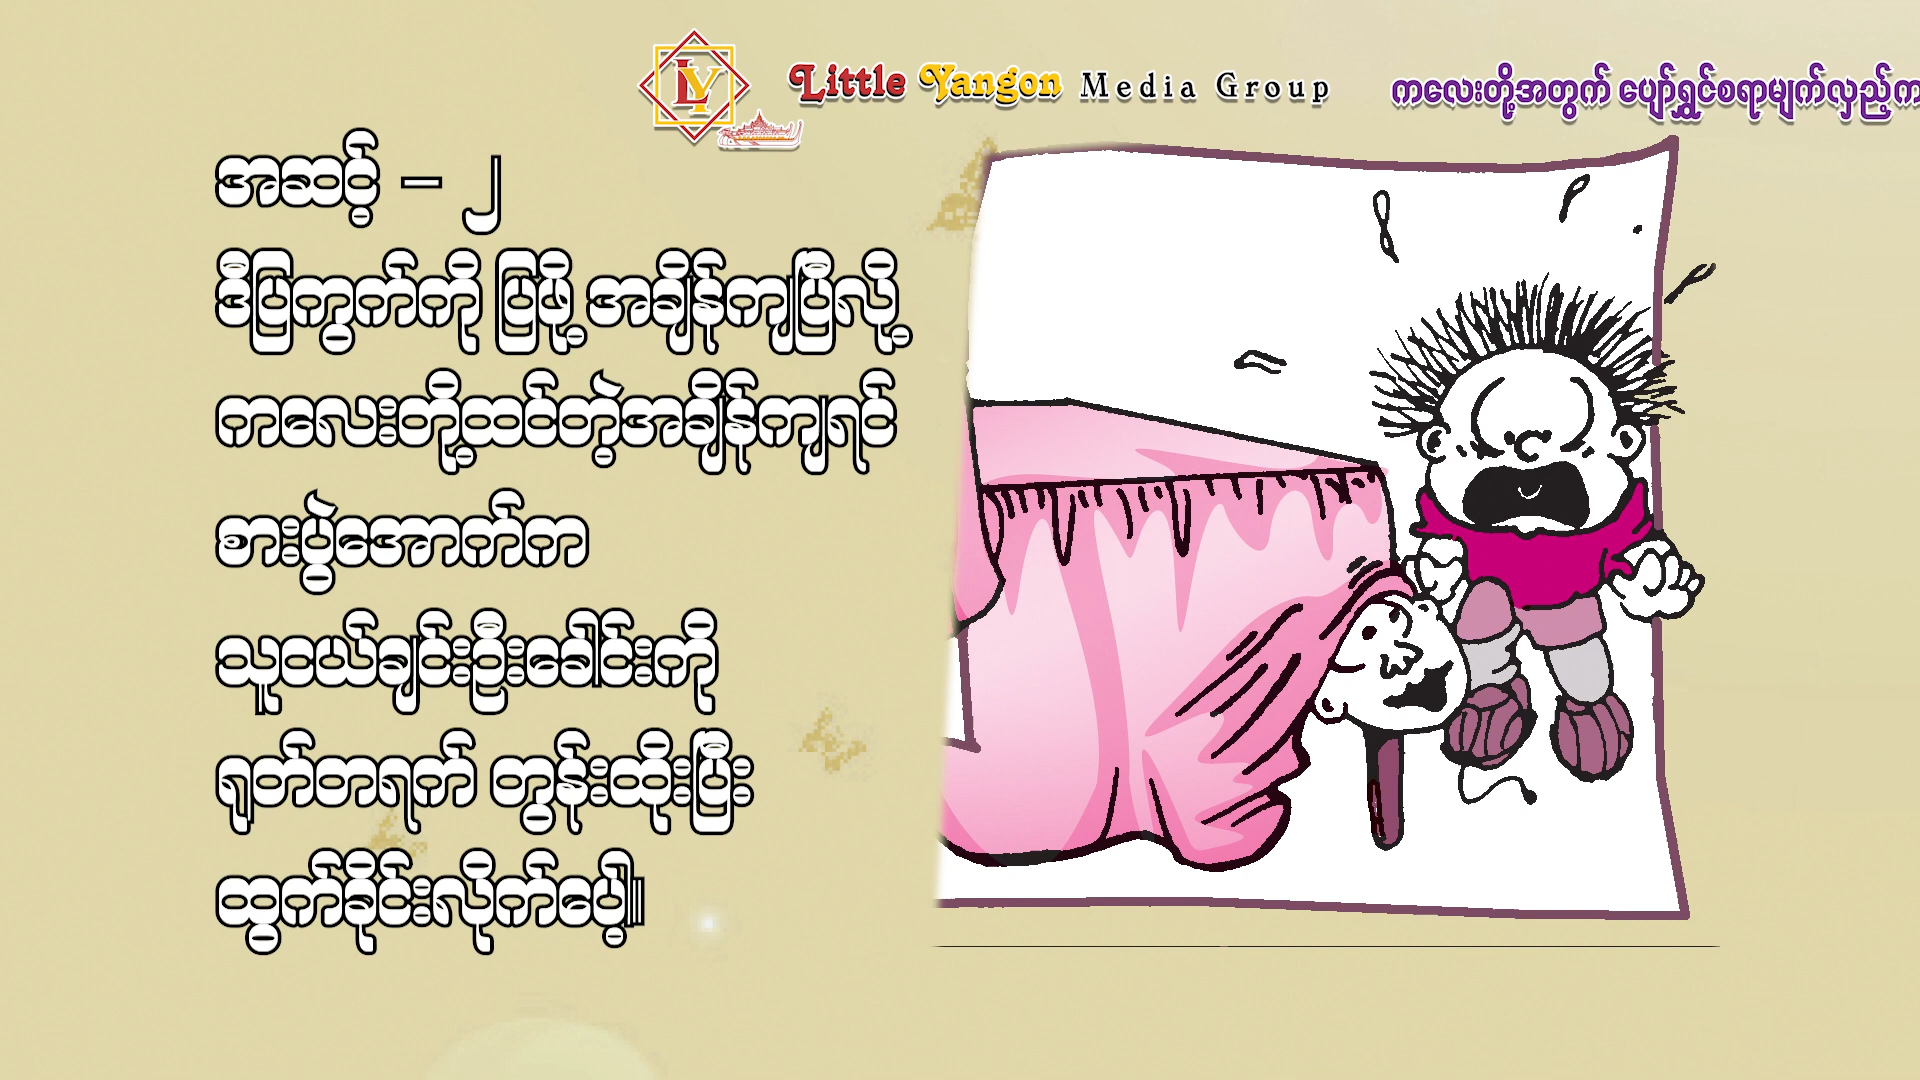 LY Little Yangon Media Group
ကလေးတို့အတွက် ပျော်ရွှင်စရာမျက်လှည့်က
အဆင့် – ၂
ဒီပြကွက်ကို ပြဖို့ အချိန်ကျပြီလို့
ကလေးတို့ထင်တဲ့အချိန်ကျရင်
စားပွဲအောက်က
သူငယ်ချင်းဦးခေါင်းကို
ရုတ်တရက် တွန်းထိုးပြီး
ထွက်ခိုင်းလိုက်ပေ့ါ။